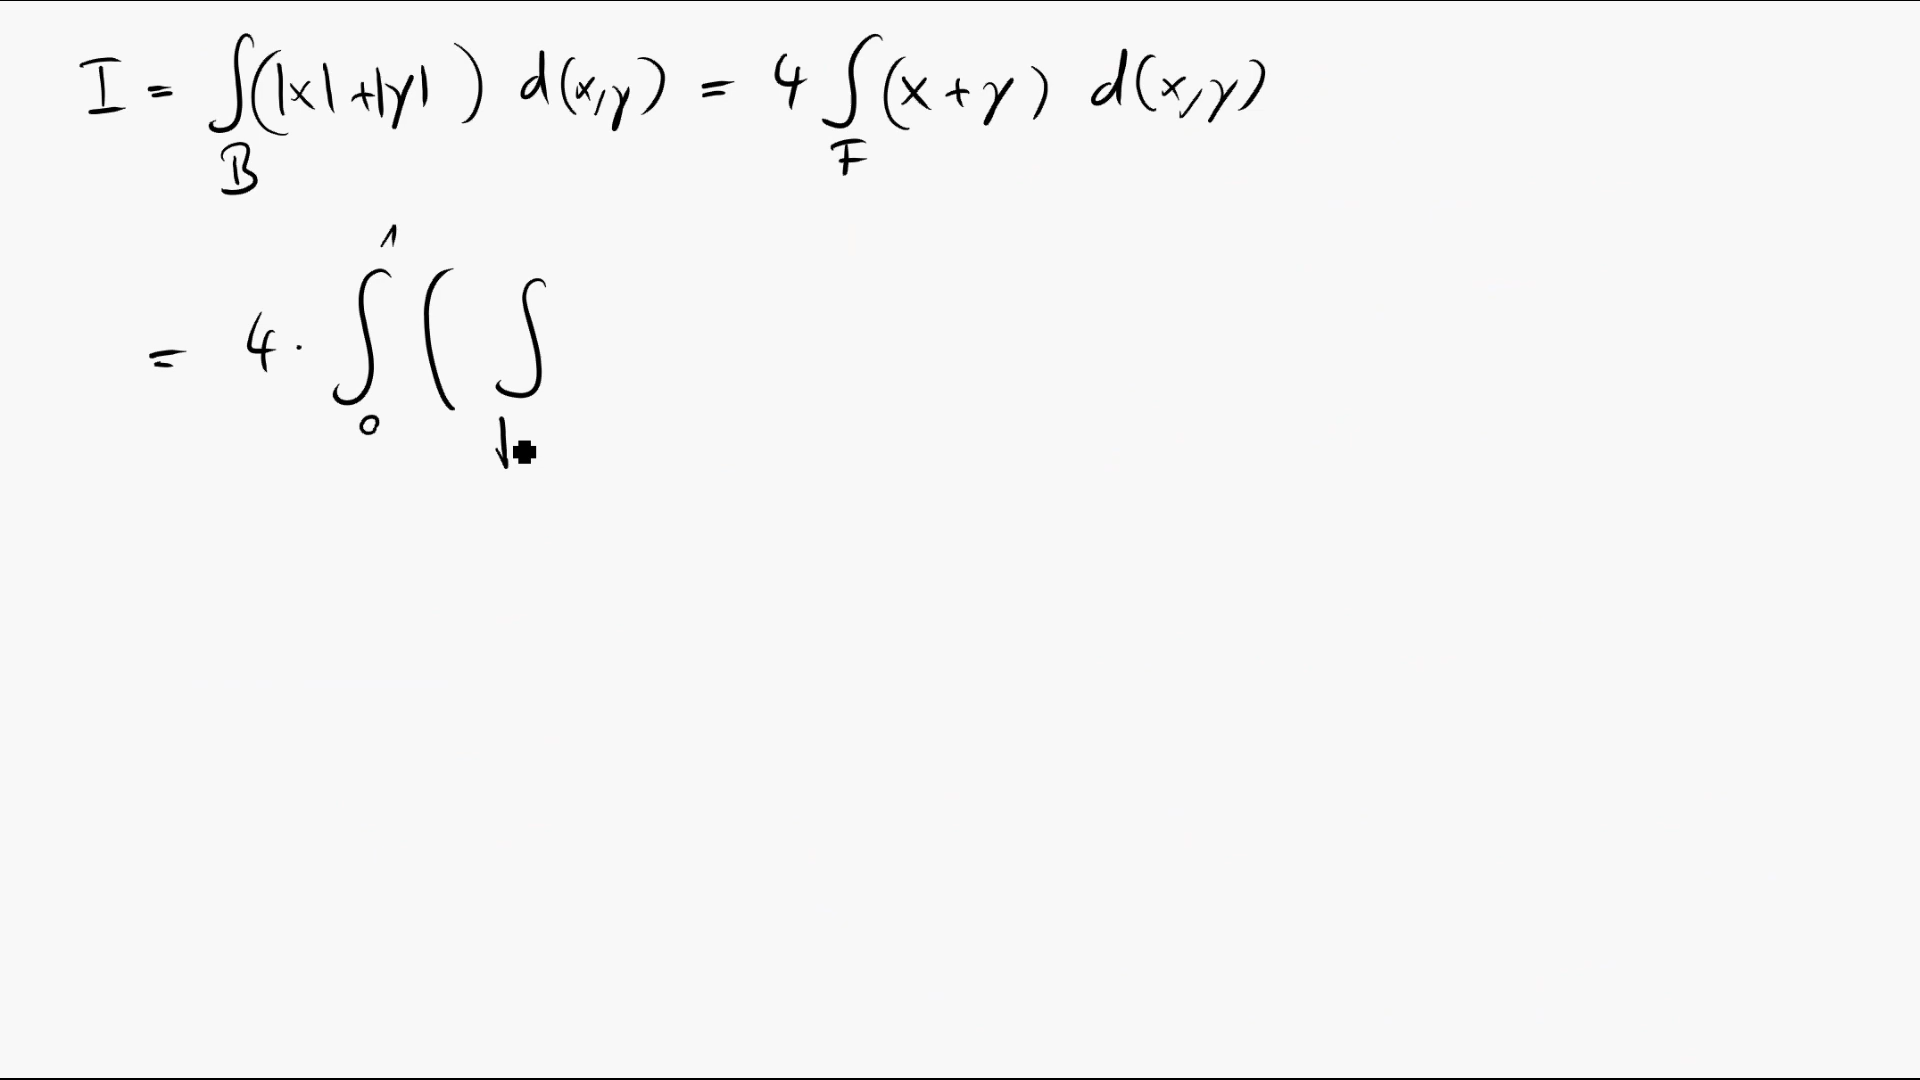 I = ∫_B (|x| + |y|) d(x,y) = 4 ∫_F (x + y) d(x,y)
= 4 · ∫_0^1 ( ∫